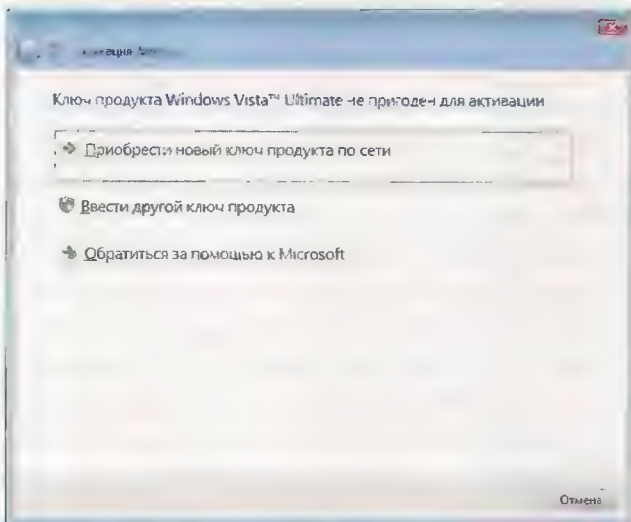 Ключ продукта Windows Vista™ Ultimate не пригоден для активации
Приобрести новый ключ продукта по сети
Ввести другой ключ продукта
Обратиться за помощью к Microsoft
Отмена